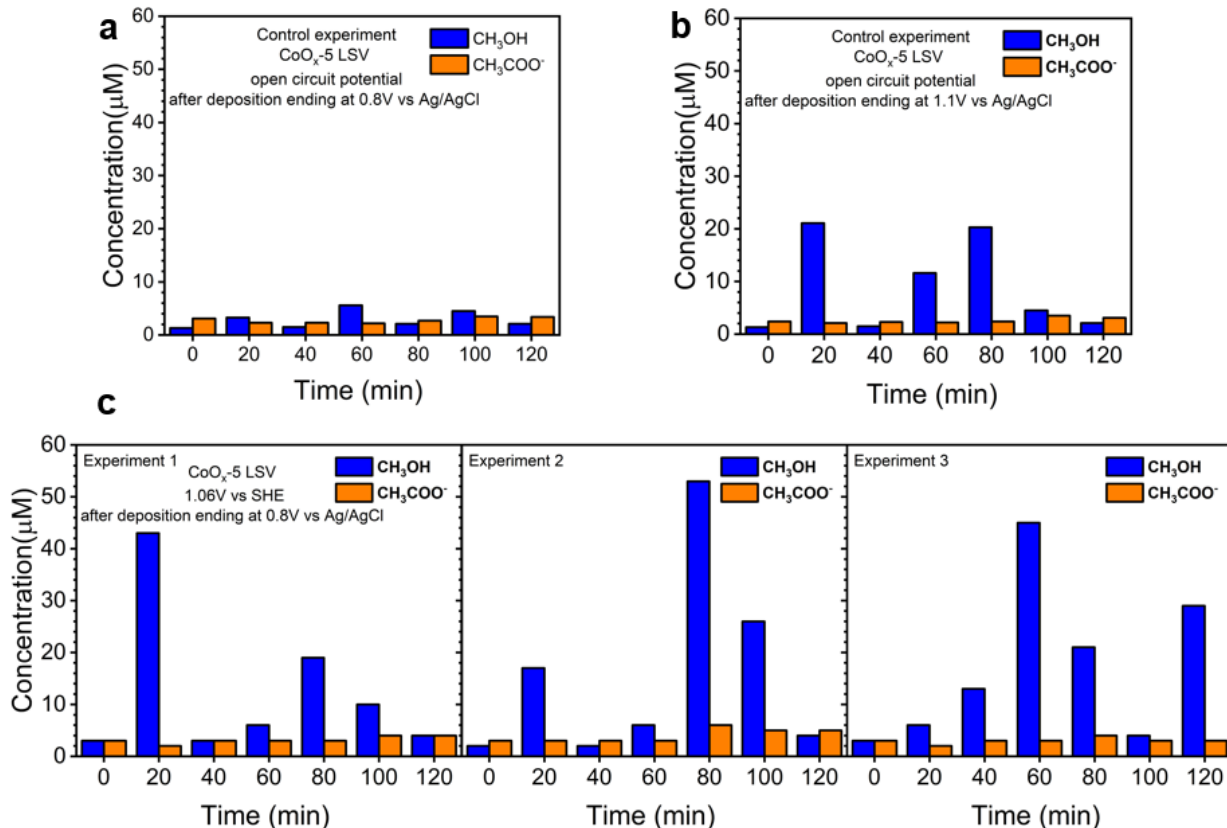 a
Control experiment
CoOₓ-5 LSV
open circuit potential
after deposition ending at 0.8V vs Ag/AgCl
CH₃OH
CH₃COO⁻
Concentration(μM)
60
50
40
30
20
10
0
0 20 40 60 80 100 120
Time (min)
b
Control experiment
CoOₓ-5 LSV
open circuit potential
after deposition ending at 1.1V vs Ag/AgCl
CH₃OH
CH₃COO⁻
Concentration(μM)
60
50
40
30
20
10
0
0 20 40 60 80 100 120
Time (min)
c
Concentration(μM)
60
50
40
30
20
10
0
Experiment 1
CoOₓ-5 LSV
1.06V vs SHE
after deposition ending at 0.8V vs Ag/AgCl
CH₃OH
CH₃COO⁻
0 20 40 60 80 100 120
Time (min)
Experiment 2
CH₃OH
CH₃COO⁻
0 20 40 60 80 100 120
Time (min)
Experiment 3
CH₃OH
CH₃COO⁻
0 20 40 60 80 100 120
Time (min)